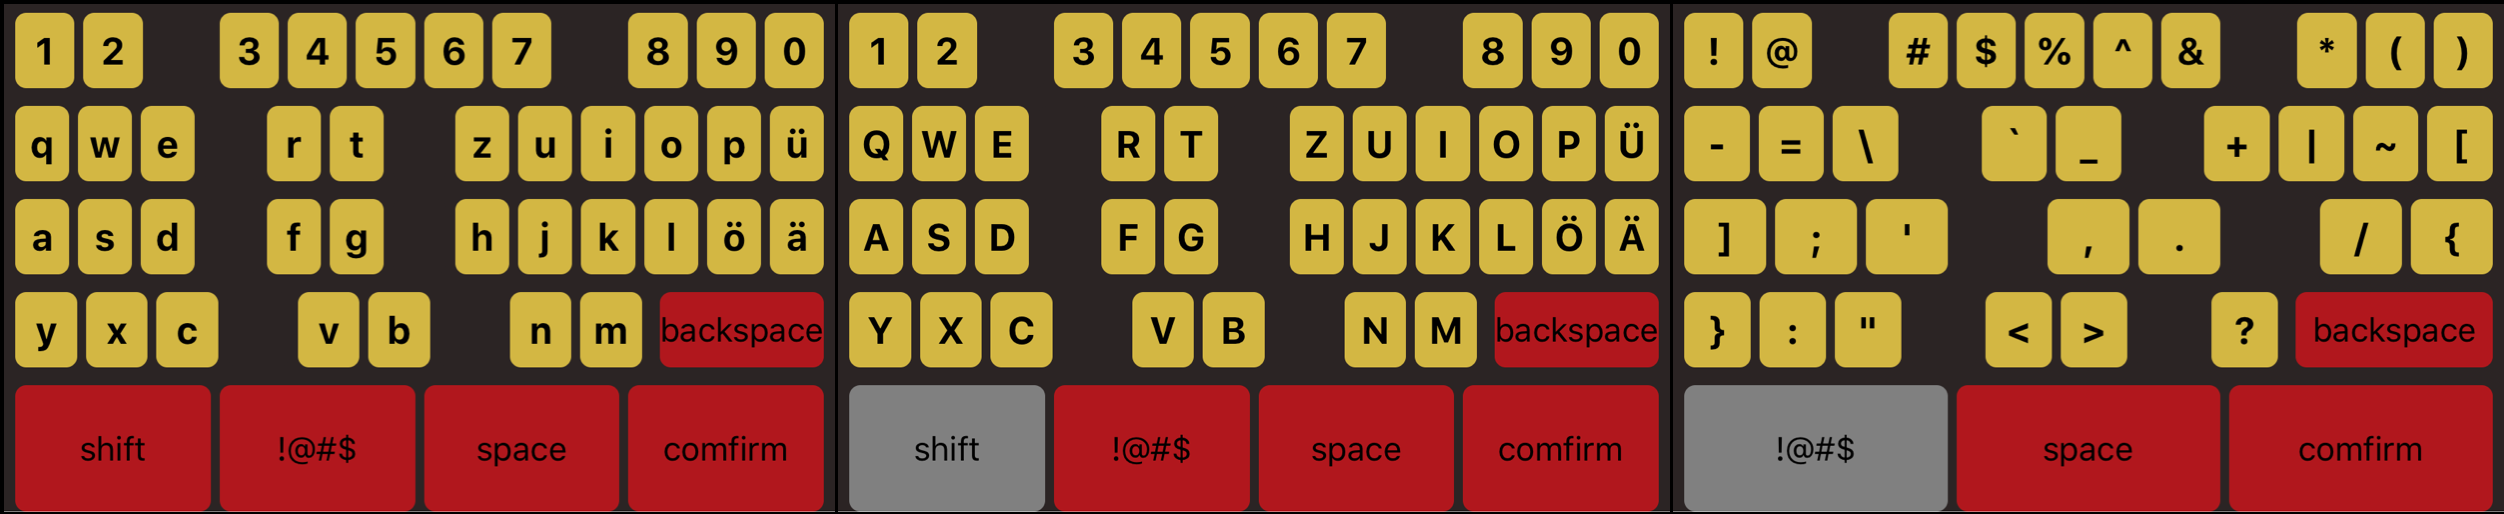 1 2 3 4 5 6 7 8 9 0
q w e r t z u i o p ü
a s d f g h j k l ö ä
y x c v b n m backspace
shift !@#$ space comfirm
1 2 3 4 5 6 7 8 9 0
Q W E R T Z U I O P Ü
A S D F G H J K L Ö Ä
Y X C V B N M backspace
shift !@#$ space comfirm
! @ # $ % ^ & * ( )
- = \ ` _ + | ~ [
] ; ' , . / {
} : " < > ? backspace
!@#$ space comfirm